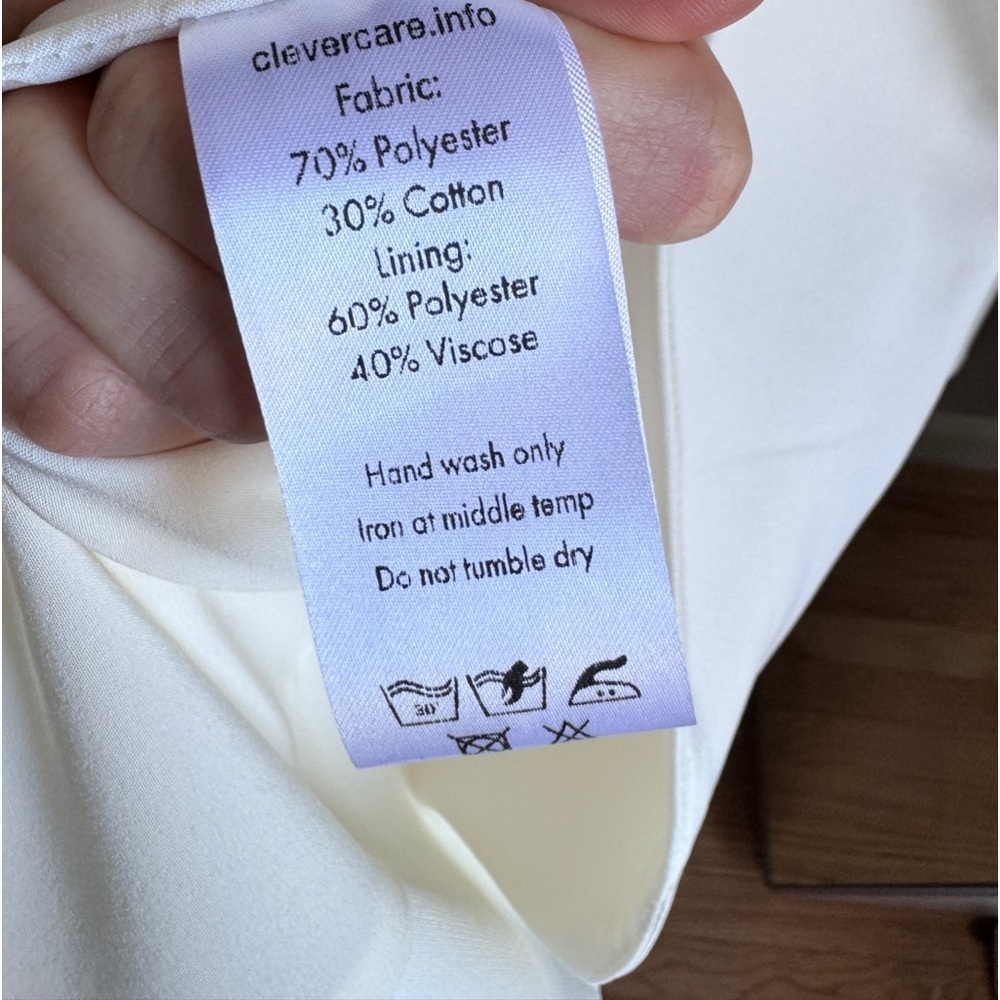 clevercare.info
Fabric:
70% Polyester
30% Cotton
Lining:
60% Polyester
40% Viscose
Hand wash only
Iron at middle temp
Do not tumble dry
30